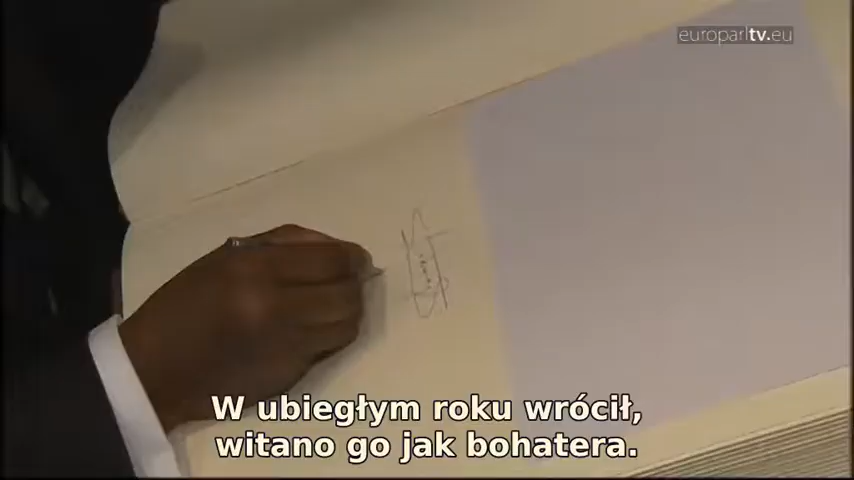 europarltv.eu
W ubiegłym roku wrócił,
witano go jak bohatera.